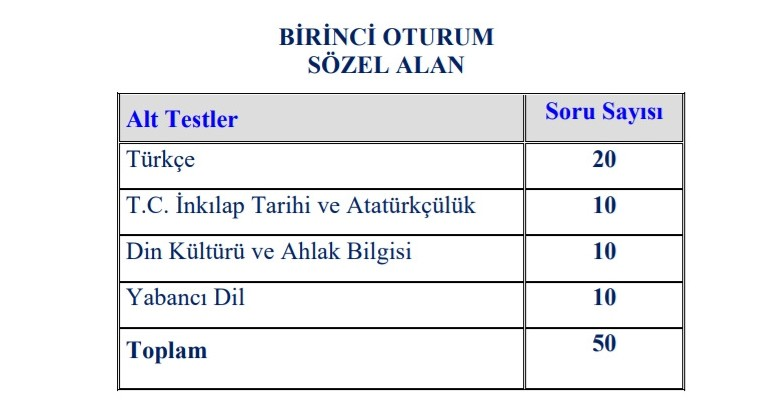 BİRİNCİ OTURUM
SÖZEL ALAN
Alt Testler Soru Sayısı
Türkçe 20
T.C. İnkılap Tarihi ve Atatürkçülük 10
Din Kültürü ve Ahlak Bilgisi 10
Yabancı Dil 10
Toplam 50